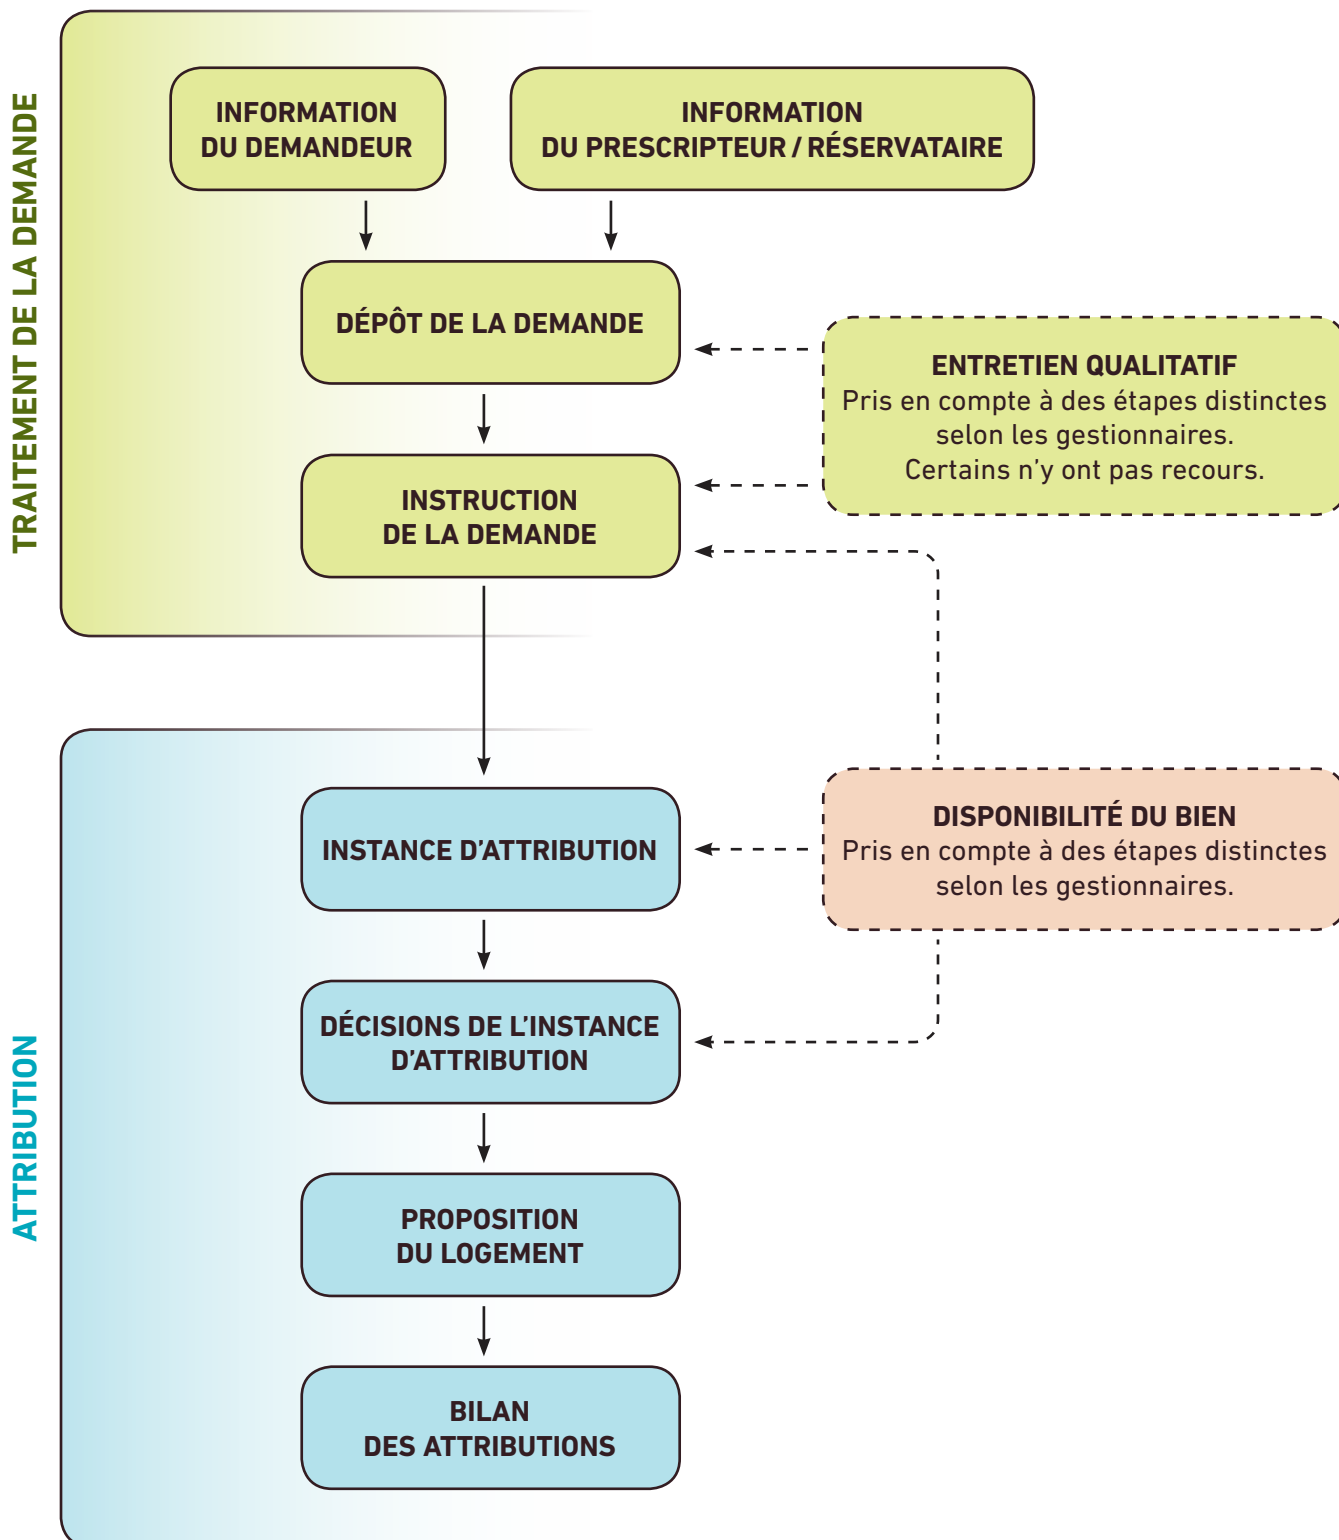 TRAITEMENT DE LA DEMANDE
INFORMATION
DU DEMANDEUR
INFORMATION
DU PRESCRIPTEUR / RÉSERVATAIRE
DÉPÔT DE LA DEMANDE
ENTRETIEN QUALITATIF
Pris en compte à des étapes distinctes
selon les gestionnaires.
Certains n’y ont pas recours.
INSTRUCTION
DE LA DEMANDE
ATTRIBUTION
INSTANCE D’ATTRIBUTION
DISPONIBILITÉ DU BIEN
Pris en compte à des étapes distinctes
selon les gestionnaires.
DÉCISIONS DE L’INSTANCE
D’ATTRIBUTION
PROPOSITION
DU LOGEMENT
BILAN
DES ATTRIBUTIONS